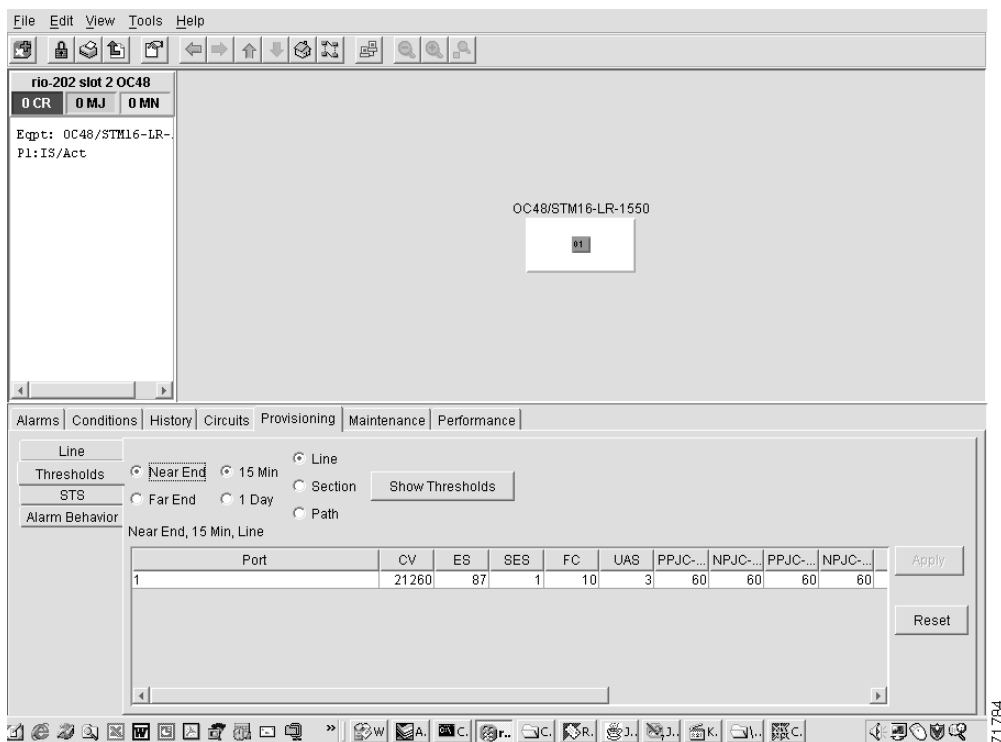 File Edit View Tools Help
rio-202 slot 2 OC48
0 CR 0 MJ 0 MN
Eqpt: OC48/STM16-LR-.
Pl:IS/Act
OC48/STM16-LR-1550
01
Alarms Conditions History Circuits Provisioning Maintenance Performance
Line
Thresholds
STS
Alarm Behavior
Near End 15 Min Line
Far End 1 Day Section
Path
Show Thresholds
Near End, 15 Min, Line
Port CV ES SES FC UAS PPJC-... NPJC-... PPJC-... NPJC-...
1 21260 87 1 10 3 60 60 60 60
Apply
Reset
» W A. C. r.. C. R. J.. J.. K. \.. C.
71784